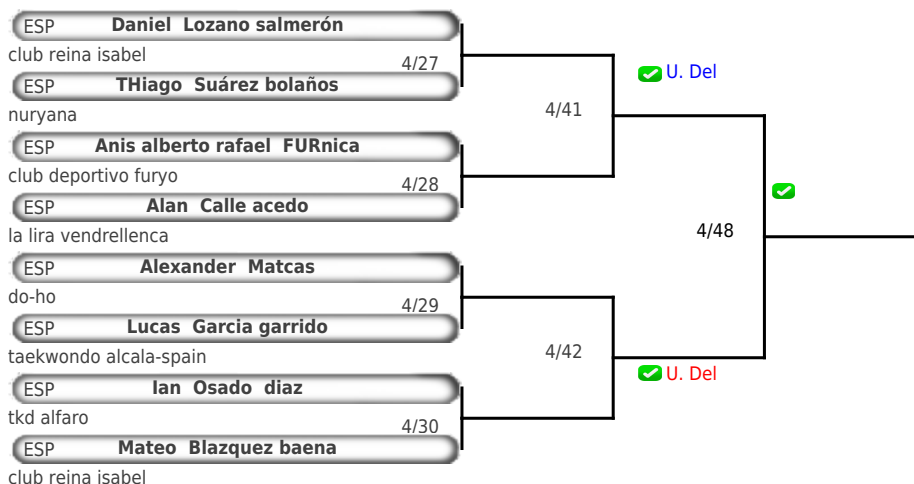 ESP Daniel Lozano salmerón
club reina isabel
4/27
ESP THiago Suárez bolaños
U. Del
nuryana
4/41
ESP Anis alberto rafael FURnica
club deportivo furyo
4/28
ESP Alan Calle acedo
la lira vendrellenca
4/48
ESP Alexander Matcas
do-ho
4/29
ESP Lucas Garcia garrido
taekwondo alcala-spain
4/42
ESP Ian Osado diaz
U. Del
tkd alfaro
4/30
ESP Mateo Blazquez baena
club reina isabel